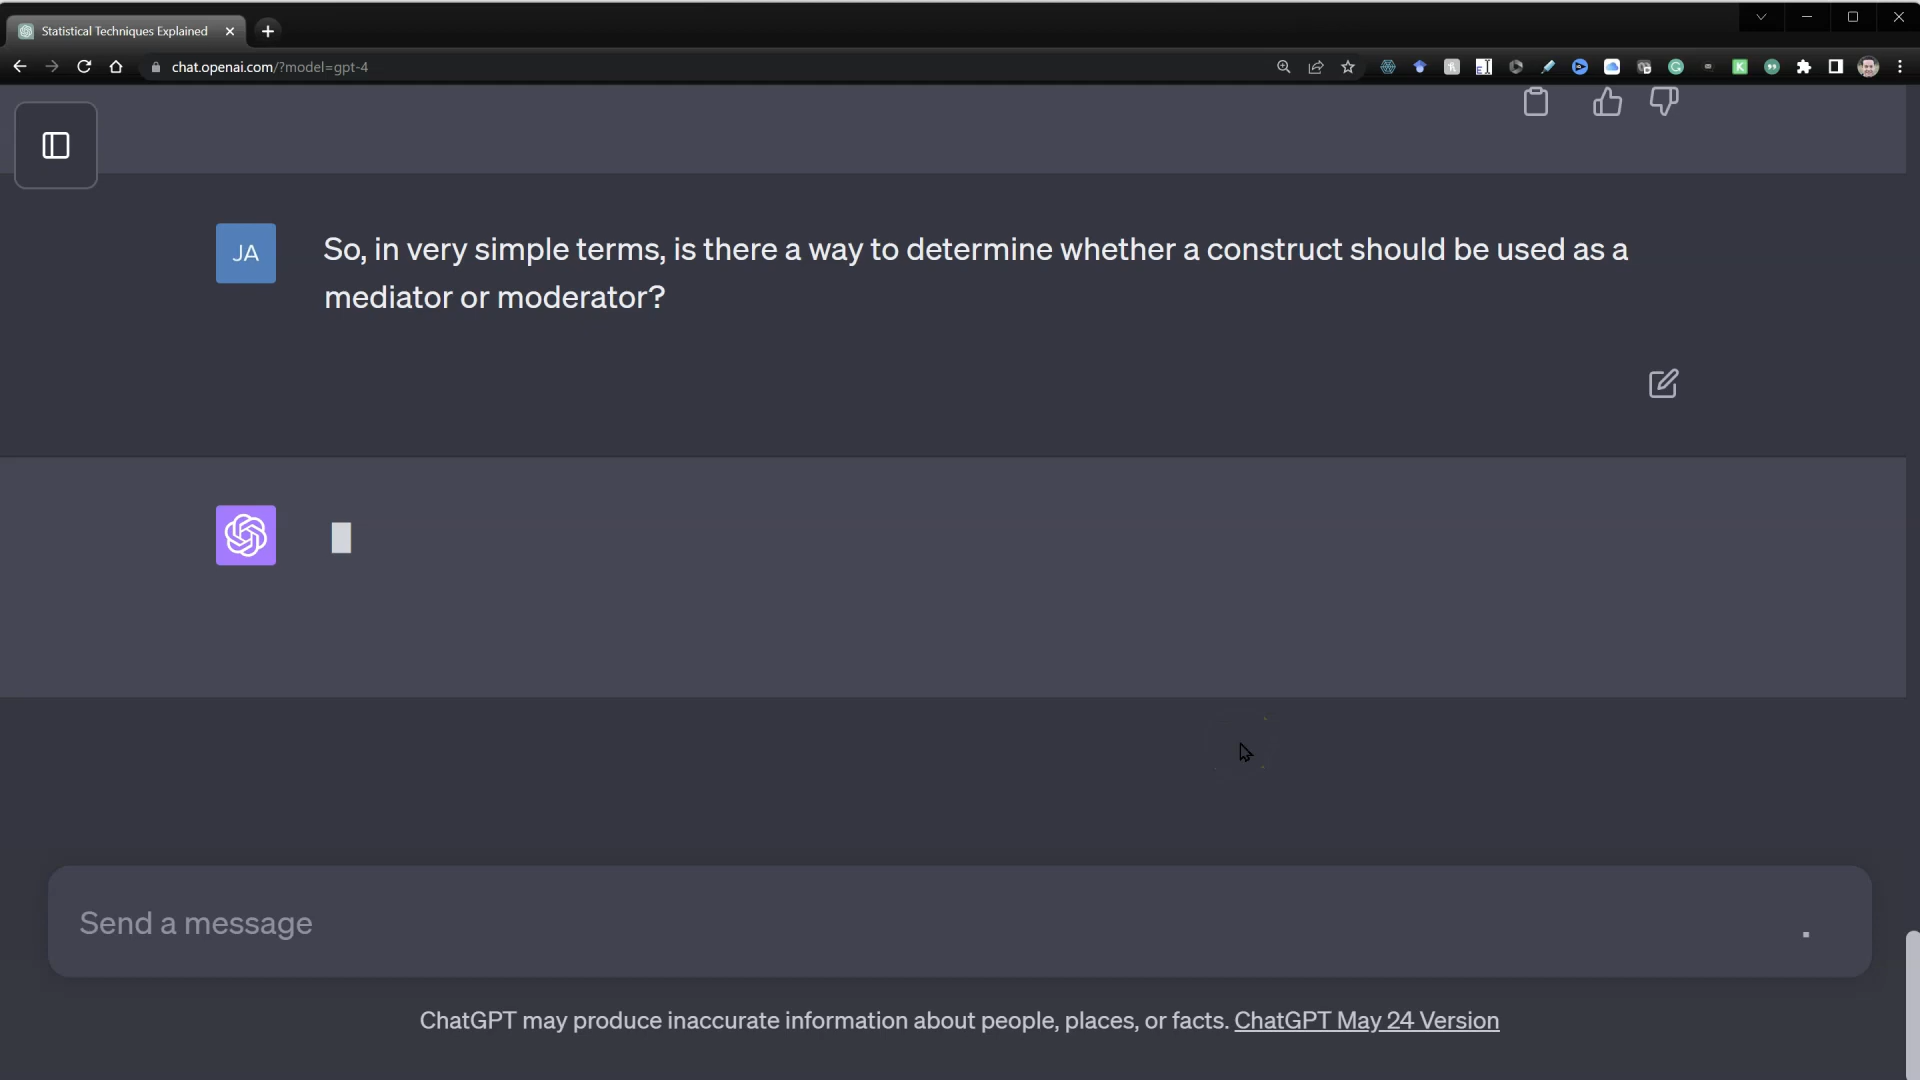 Statistical Techniques Explained
chat.openai.com/?model=gpt-4
JA
So, in very simple terms, is there a way to determine whether a construct should be used as a
mediator or moderator?
Send a message
ChatGPT may produce inaccurate information about people, places, or facts. ChatGPT May 24 Version